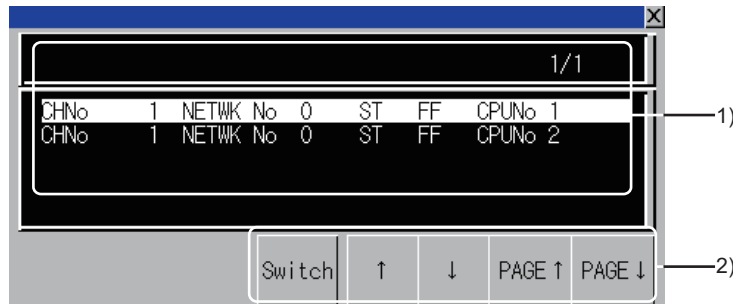 X
1/1
CHNo 1 NETWK No 0 ST FF CPUNo 1
CHNo 1 NETWK No 0 ST FF CPUNo 2
1)
Switch ↑ ↓ PAGE↑ PAGE↓
2)